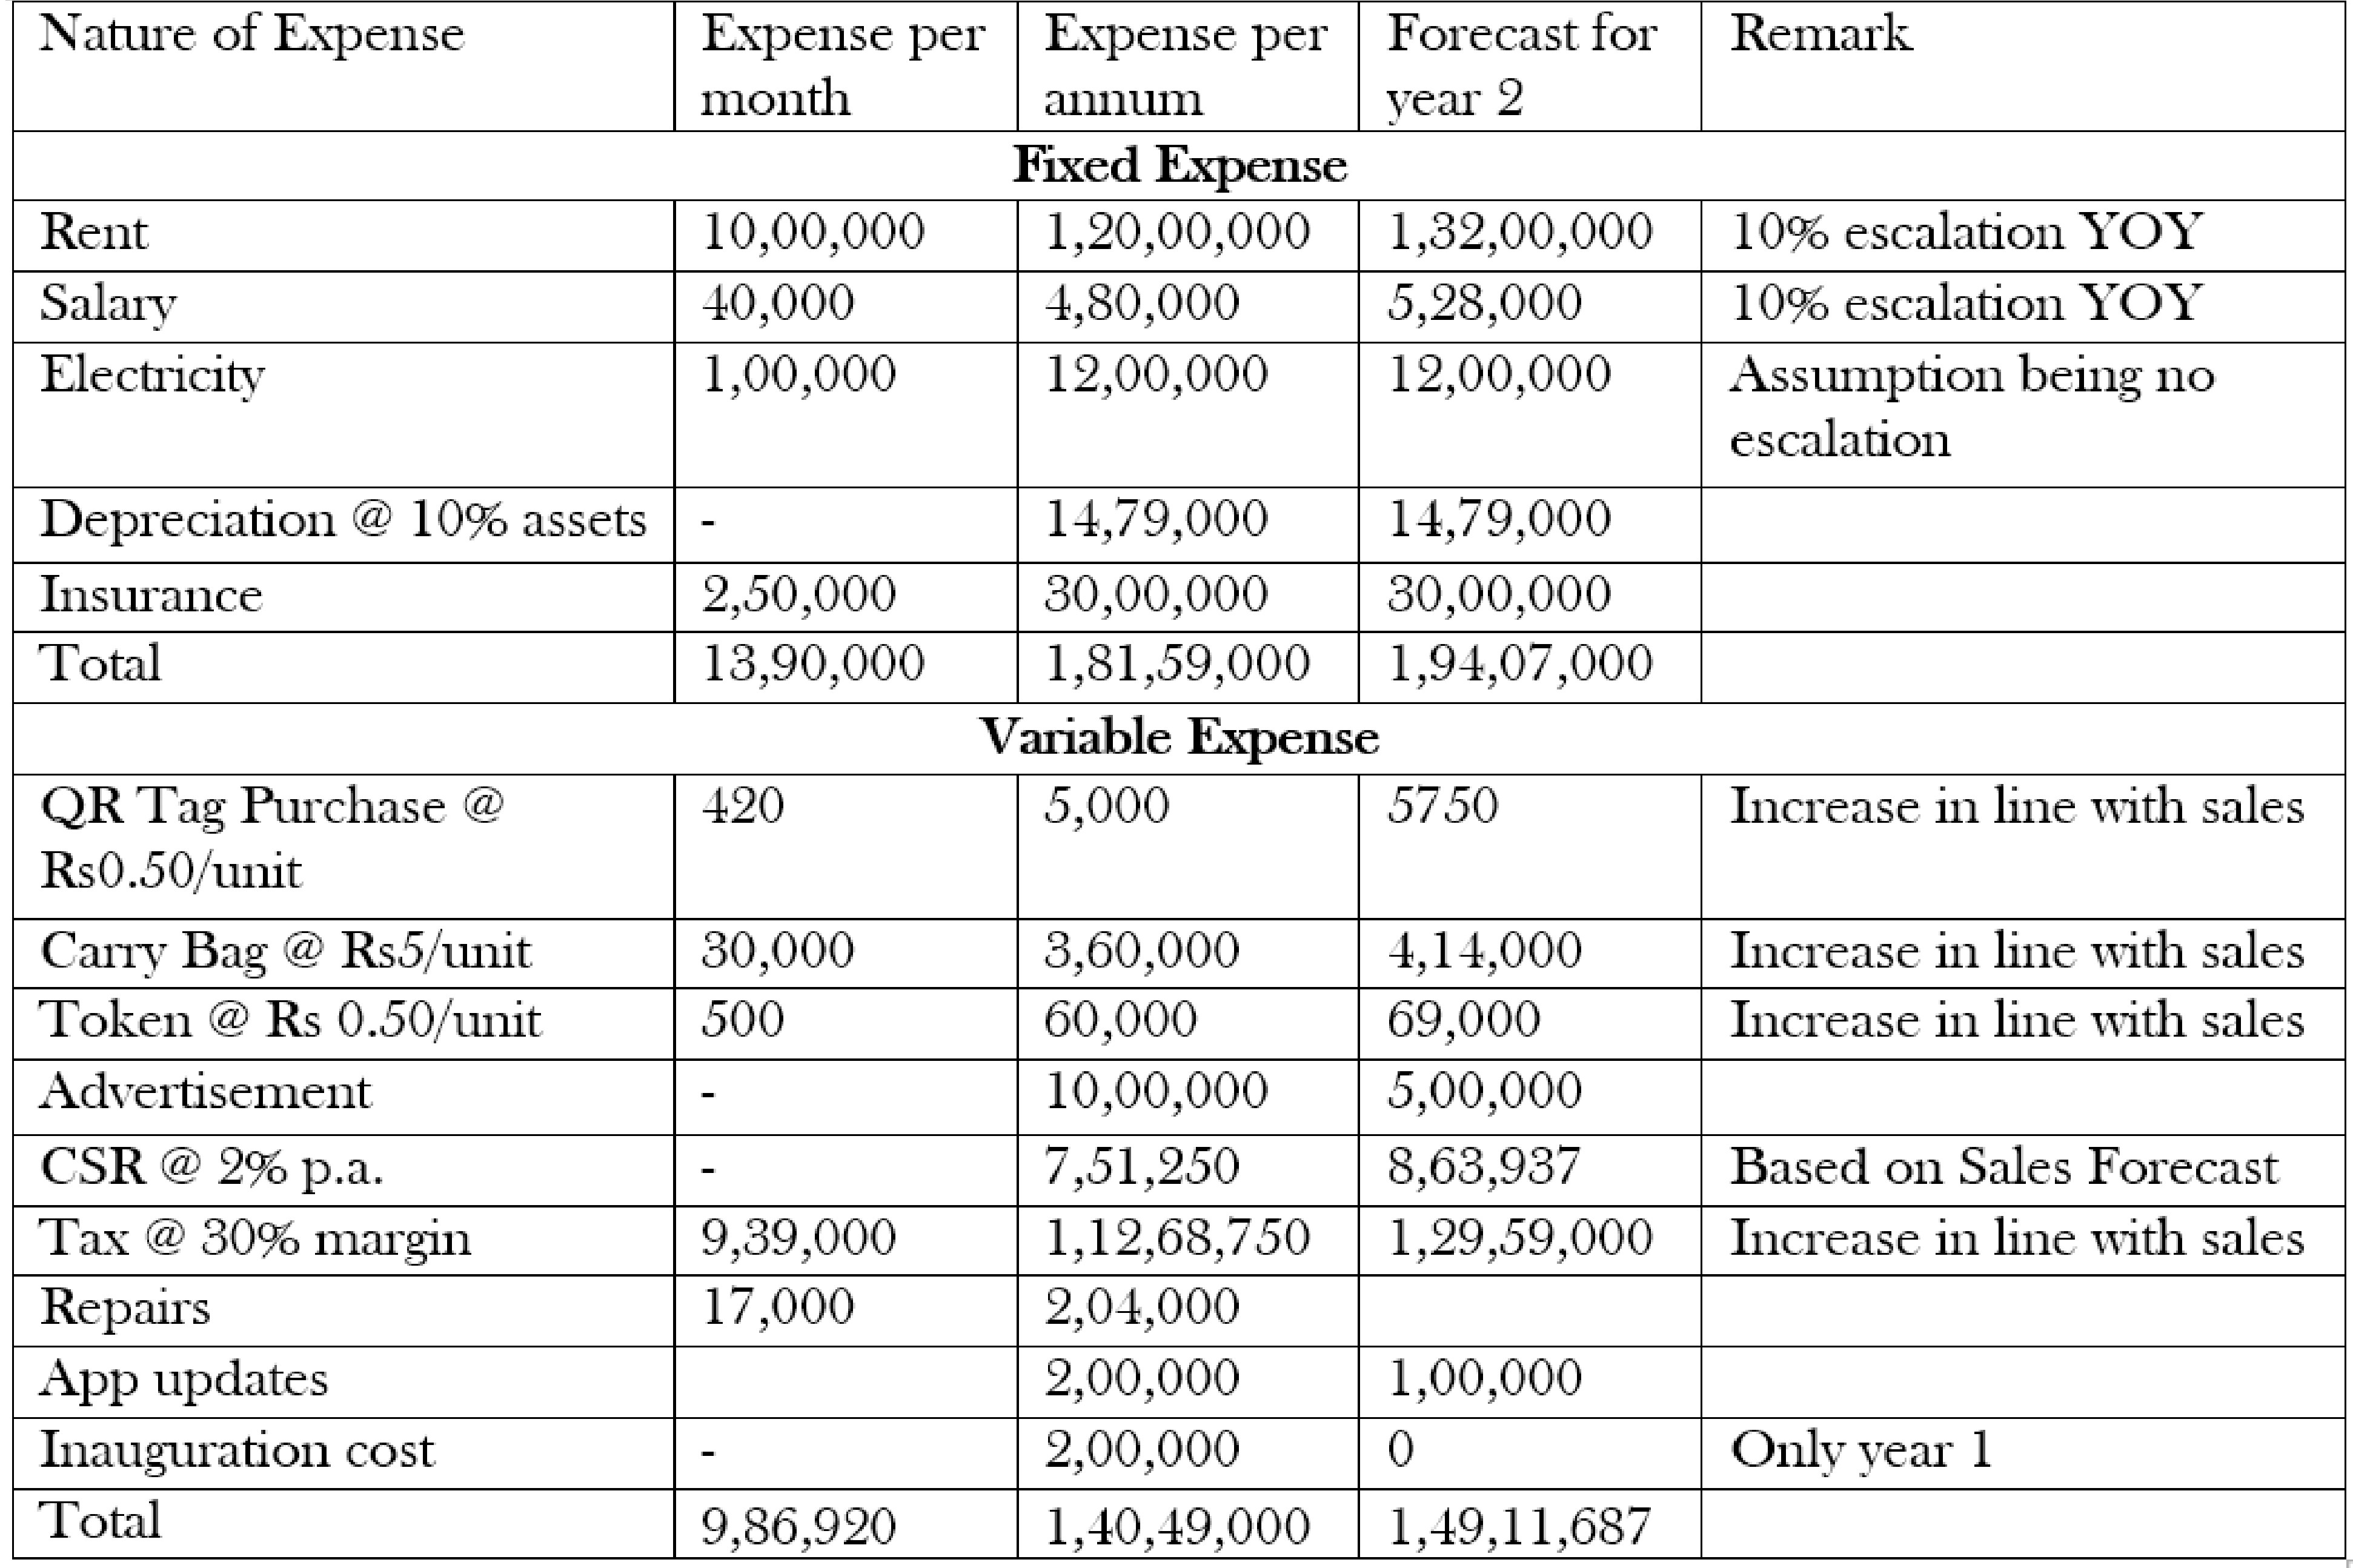 Nature of Expense Expense per month Expense per annum Forecast for year 2 Remark
Fixed Expense
Rent 10,00,000 1,20,00,000 1,32,00,000 10% escalation YOY
Salary 40,000 4,80,000 5,28,000 10% escalation YOY
Electricity 1,00,000 12,00,000 12,00,000 Assumption being no escalation
Depreciation @ 10% assets - 14,79,000 14,79,000
Insurance 2,50,000 30,00,000 30,00,000
Total 13,90,000 1,81,59,000 1,94,07,000
Variable Expense
QR Tag Purchase @ Rs0.50/unit 420 5,000 5750 Increase in line with sales
Carry Bag @ Rs5/unit 30,000 3,60,000 4,14,000 Increase in line with sales
Token @ Rs 0.50/unit 500 60,000 69,000 Increase in line with sales
Advertisement - 10,00,000 5,00,000
CSR @ 2% p.a. - 7,51,250 8,63,937 Based on Sales Forecast
Tax @ 30% margin 9,39,000 1,12,68,750 1,29,59,000 Increase in line with sales
Repairs 17,000 2,04,000
App updates 2,00,000 1,00,000
Inauguration cost - 2,00,000 0 Only year 1
Total 9,86,920 1,40,49,000 1,49,11,687